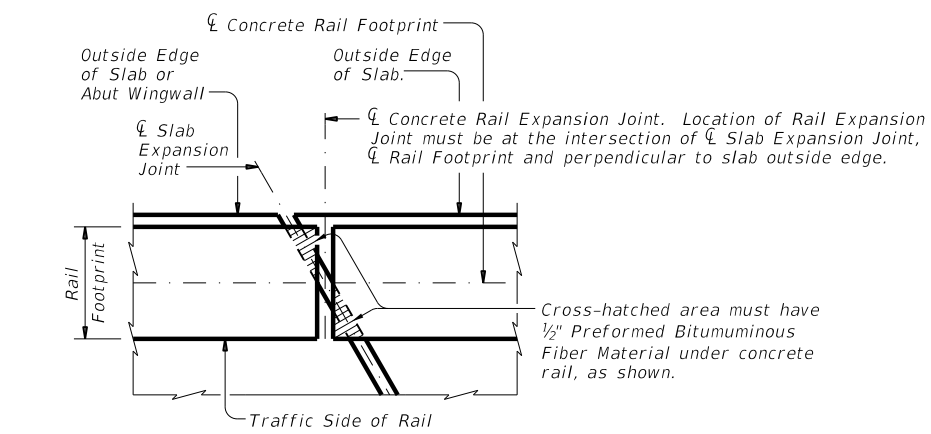 ℄ Concrete Rail Footprint
Outside Edge
of Slab or
Abut Wingwall
Outside Edge
of Slab.
℄ Slab
Expansion
Joint
℄ Concrete Rail Expansion Joint. Location of Rail Expansion
Joint must be at the intersection of ℄ Slab Expansion Joint,
℄ Rail Footprint and perpendicular to slab outside edge.
Rail
Footprint
Cross-hatched area must have
½" Preformed Bitumuminous
Fiber Material under concrete
rail, as shown.
Traffic Side of Rail